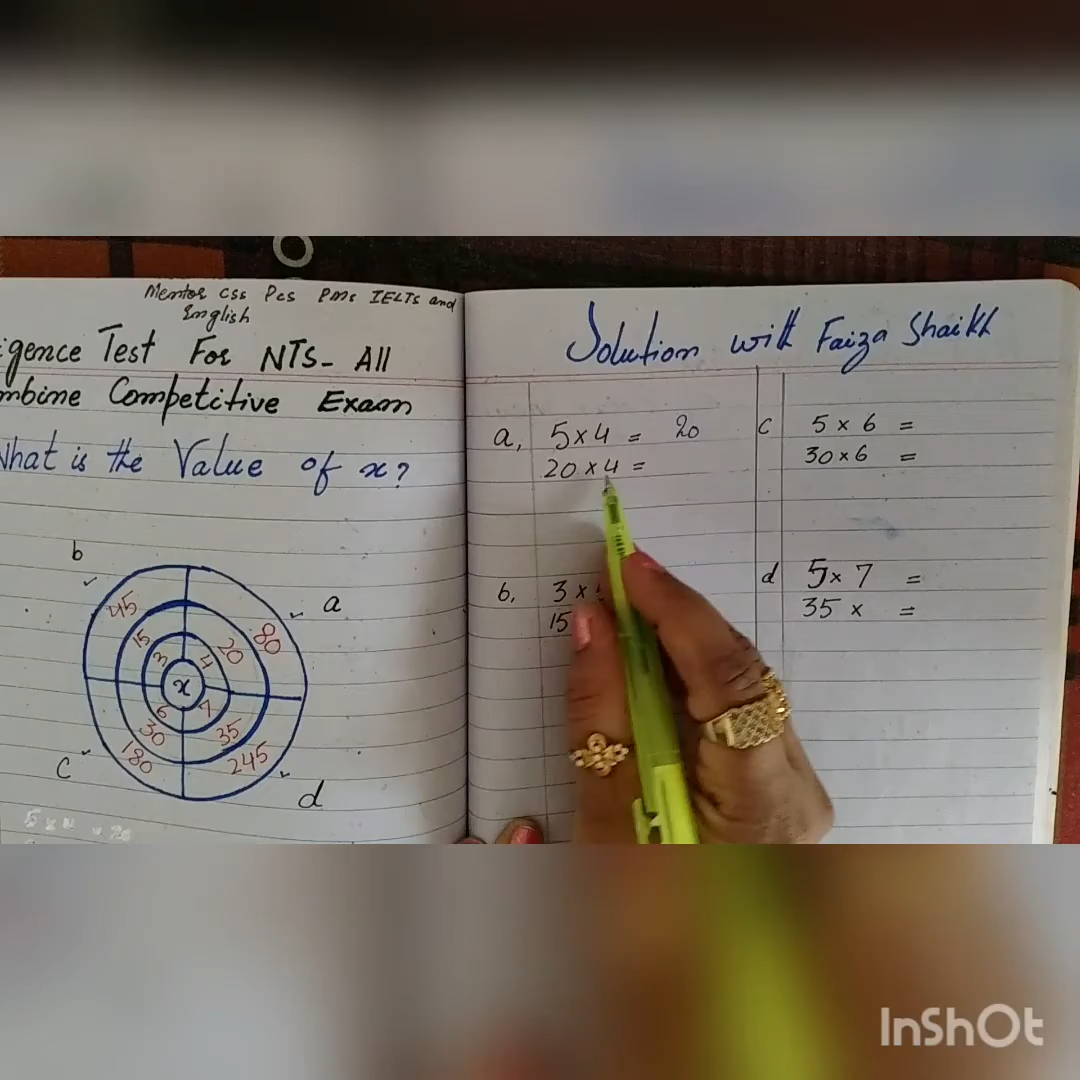 Mentor CSS PCS PMS IELTS and
English
igence Test For NTS- All
mbine Competitive Exam
What is the Value of x?
b
a
45
80
15
20
3
4
x
6
7
30
35
180
245
c
d
Solution with Faiza Shaikh
a, 5 x 4 = 20
20 x 4 =
b, 3 x
15
c 5 x 6 =
30 x 6 =
d 5 x 7 =
35 x =
InShOt